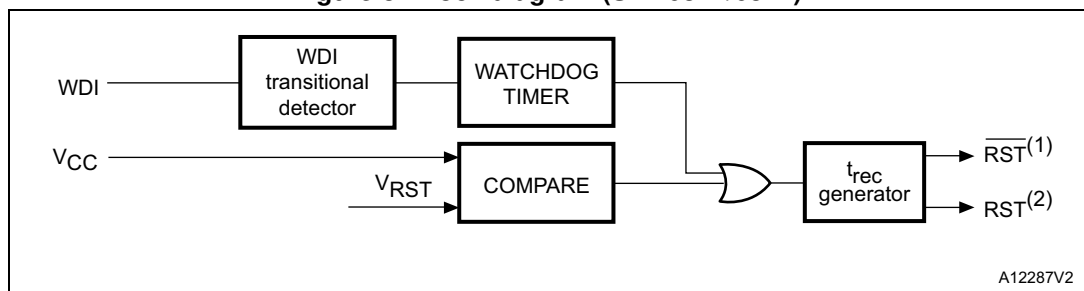 WDI
WDI
transitional
detector
WATCHDOG
TIMER
VCC
VRST
COMPARE
trec
generator
RST(1)
RST(2)
A12287V2